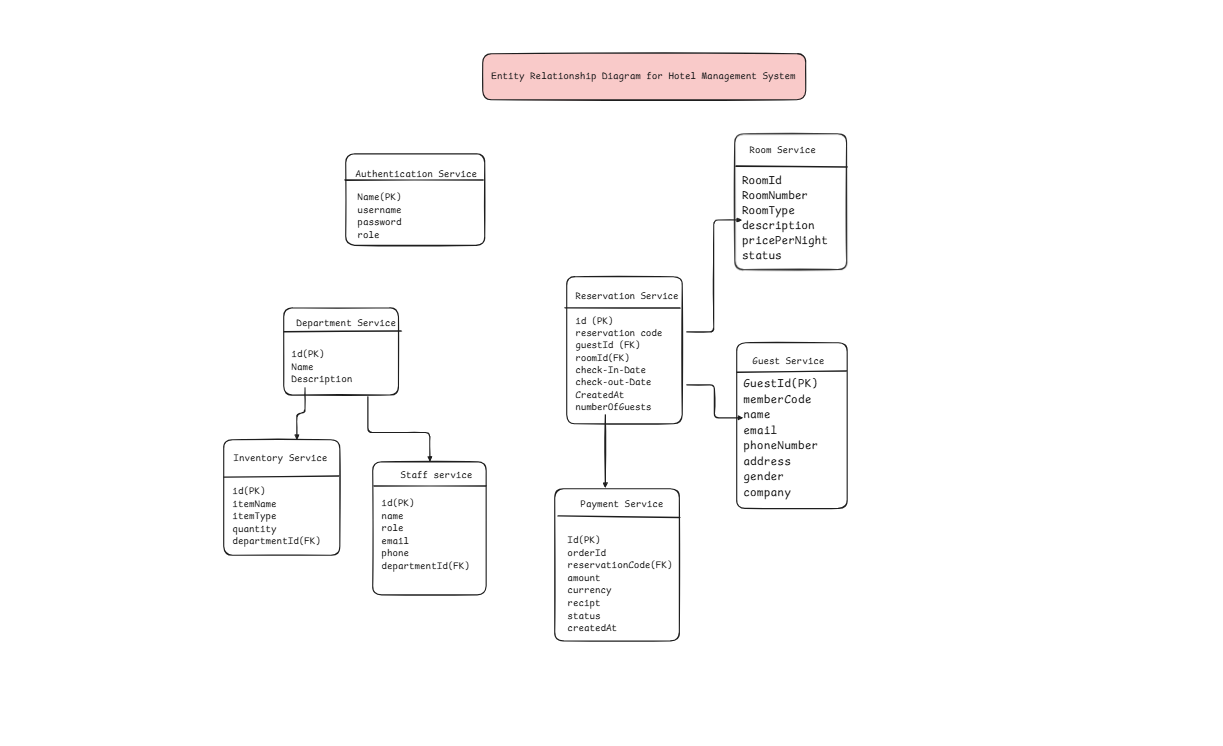 Entity Relationship Diagram for Hotel Management System
Authentication Service
Name(PK)
username
password
role
Room Service
RoomId
RoomNumber
RoomType
description
pricePerNight
status
Department Service
id(PK)
Name
Description
Reservation Service
id (PK)
reservation code
guestId (FK)
roomId(FK)
check-In-Date
check-out-Date
CreatedAt
numberOfGuests
Guest Service
GuestId(PK)
memberCode
name
email
phoneNumber
address
gender
company
Inventory Service
id(PK)
itemName
itemType
quantity
departmentId(FK)
Staff service
id(PK)
name
role
email
phone
departmentId(FK)
Payment Service
Id(PK)
orderId
reservationCode(FK)
amount
currency
recipt
status
createdAt